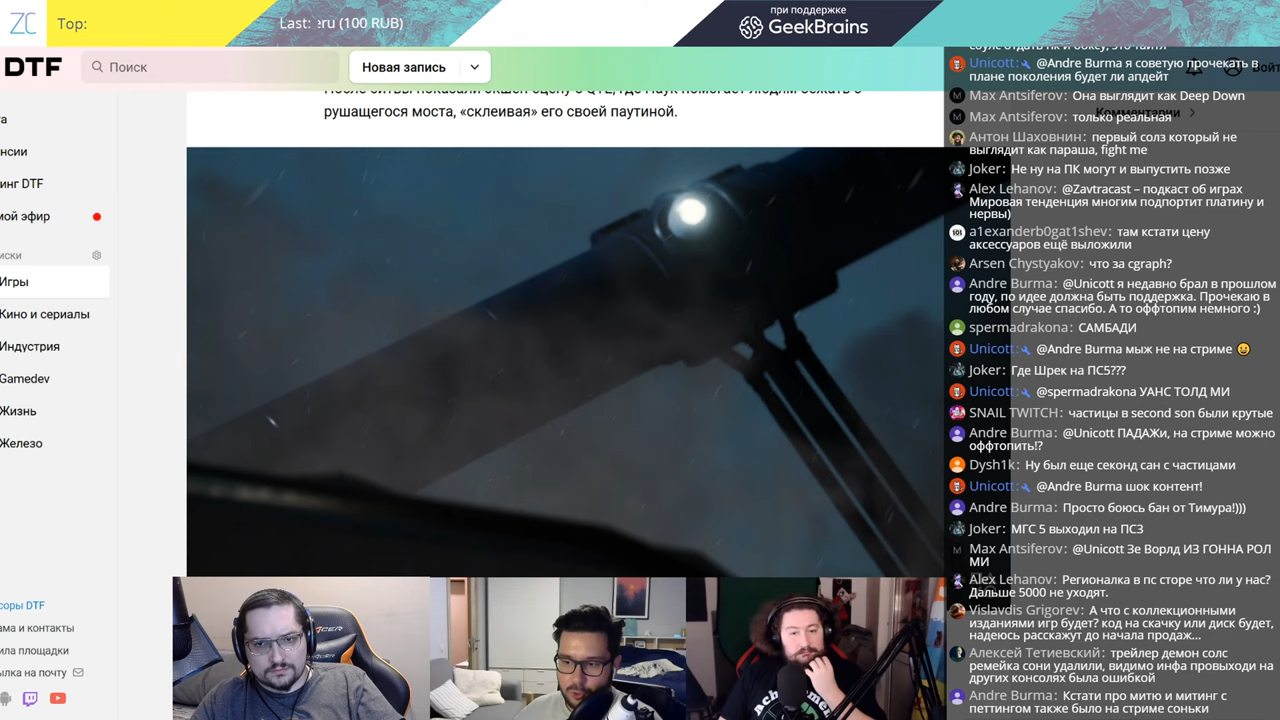 ZC
Top:
Last: eru (100 RUB)
при поддержке
GeekBrains
DTF
Поиск
Новая запись
рушащегося моста, «склеивая» его своей паутиной.
та
нсии
инг DTF
мой эфир
иски
Игры
Кино и сериалы
Индустрия
Gamedev
Жизнь
Железо
соры DTF
ама и контакты
ила площадки
ылка на почту
ACER
Войт
Комментарии
соулс отдать пк и боксу, это тайтл
Unicott: @Andre Burma я советую прочекать в
плане поколения будет ли апдейт
Max Antsiferov: Она выглядит как Deep Down
Max Antsiferov: только реальная
Антон Шаховнин: первый солз который не
выглядит как параша, fight me
Joker: Не ну на ПК могут и выпустить позже
Alex Lehanov: @Zavtracast – подкаст об играх
Мировая тенденция многим подпортит платину и
нервы)
a1exanderb0gat1shev: там кстати цену
аксессуаров ещё выложили
Arsen Chystyakov: что за cgraph?
Andre Burma: @Unicott я недавно брал в прошлом
году, по идее должна быть поддержка. Прочекаю в
любом случае спасибо. А то оффтопим немного :)
spermadrakona: САМБАДИ
Unicott: @Andre Burma мыж не на стриме 😛
Joker: Где Шрек на ПС5???
Unicott: @spermadrakona УАНС ТОЛД МИ
SNAIL TWITCH: частицы в second son были крутые
Andre Burma: @Unicott ПАДАЖи, на стриме можно
оффтопить!?
Dysh1k: Ну был еще секонд сан с частицами
Unicott: @Andre Burma шок контент!
Andre Burma: Просто боюсь бан от Тимура!)))
Joker: МГС 5 выходил на ПС3
Max Antsiferov: @Unicott Зе Ворлд ИЗ ГОННА РОЛ
МИ
Alex Lehanov: Регионалка в пс сторе что ли у нас?
Дальше 5000 не уходят.
Vislavdis Grigorev: А что с коллекционными
изданиями игр будет? код на скачку или диск будет,
надеюсь расскажут до начала продаж...
Алексей Тетиевский: трейлер демон солс
ремейка сони удалили, видимо инфа провыходи на
других консолях была ошибкой
Andre Burma: Кстати про митю и митинг с
петтингом также было на стриме соньки